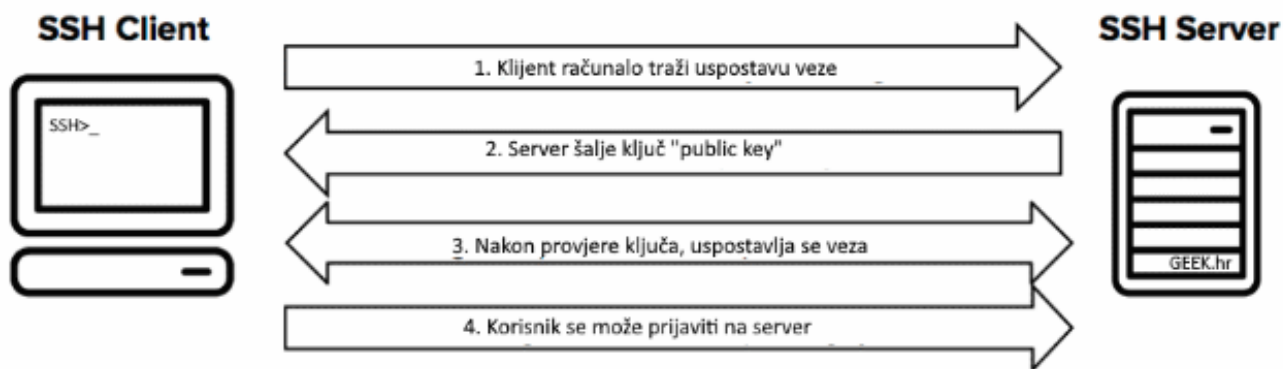 SSH Client
SSH Server
1. Klijent računalo traži uspostavu veze
SSH>_
2. Server šalje ključ "public key"
3. Nakon provjere ključa, uspostavlja se veza
GEEK.hr
4. Korisnik se može prijaviti na server